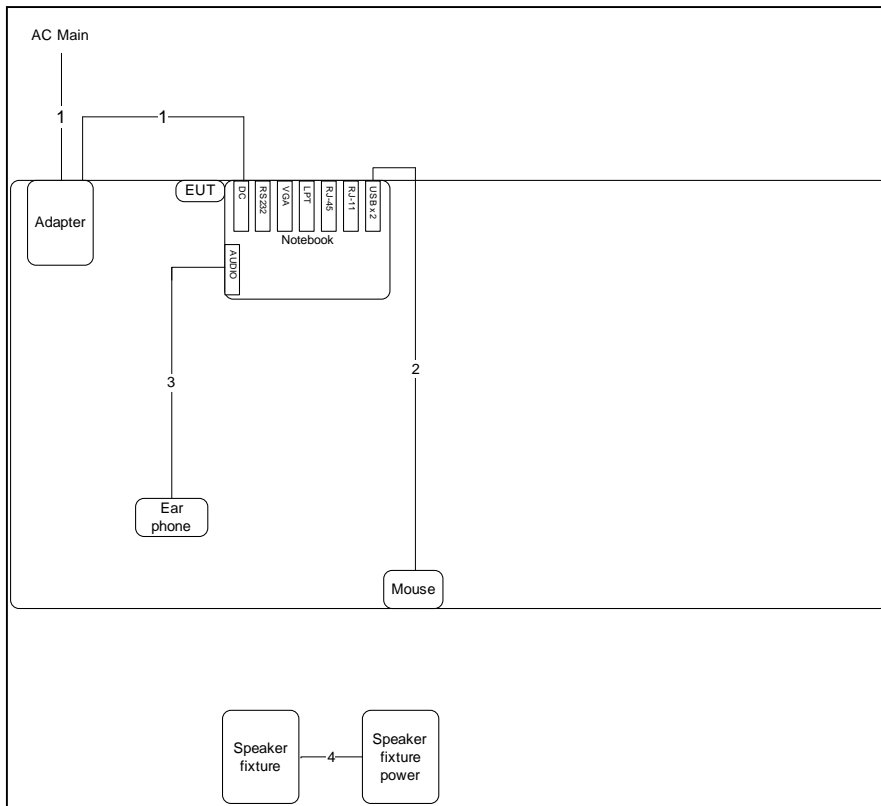 AC Main
1
1
EUT
DC
RS232
VGA
LPT
RJ-45
RJ-11
USB x 2
Adapter
Notebook
AUDIO
2
3
Ear
phone
Mouse
Speaker
fixture
4
Speaker
fixture
power